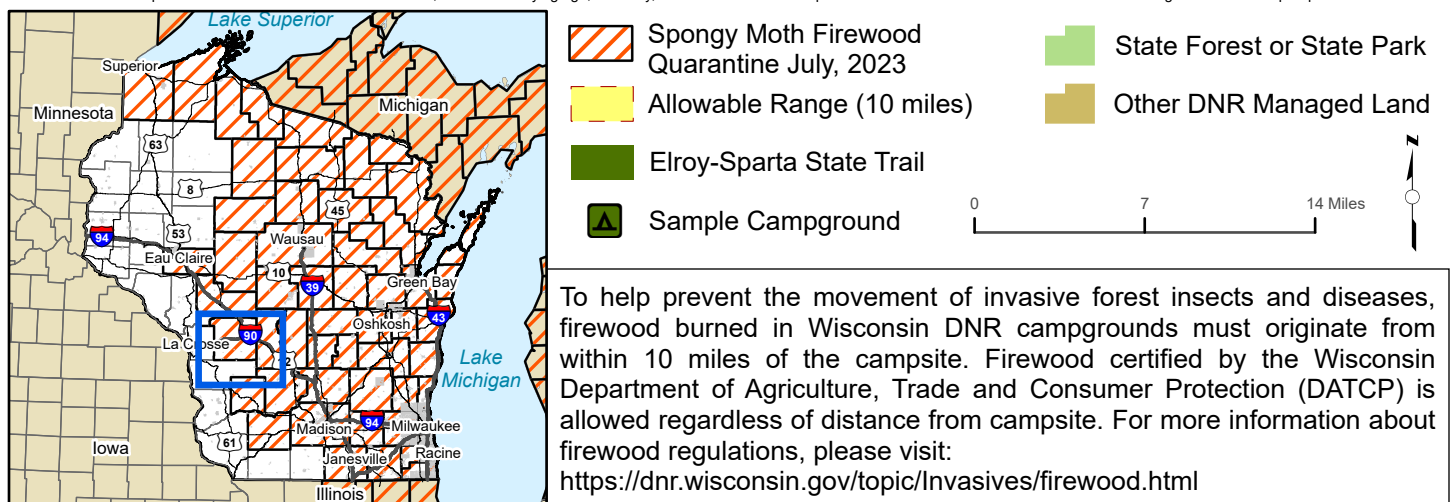 Lake Superior
Superior
Minnesota
Michigan
63
8
45
53
94
Wausau
Eau Claire
10
Green Bay
39
43
Oshkosh
90
La Crosse
Lake
Michigan
94
Madison
Milwaukee
61
Iowa
Racine
Janesville
Illinois
Spongy Moth Firewood
Quarantine July, 2023
Allowable Range (10 miles)
Elroy-Sparta State Trail
Sample Campground
State Forest or State Park
Other DNR Managed Land
0 7 14 Miles
To help prevent the movement of invasive forest insects and diseases,
firewood burned in Wisconsin DNR campgrounds must originate from
within 10 miles of the campsite. Firewood certified by the Wisconsin
Department of Agriculture, Trade and Consumer Protection (DATCP) is
allowed regardless of distance from campsite. For more information about
firewood regulations, please visit:
https://dnr.wisconsin.gov/topic/Invasives/firewood.html